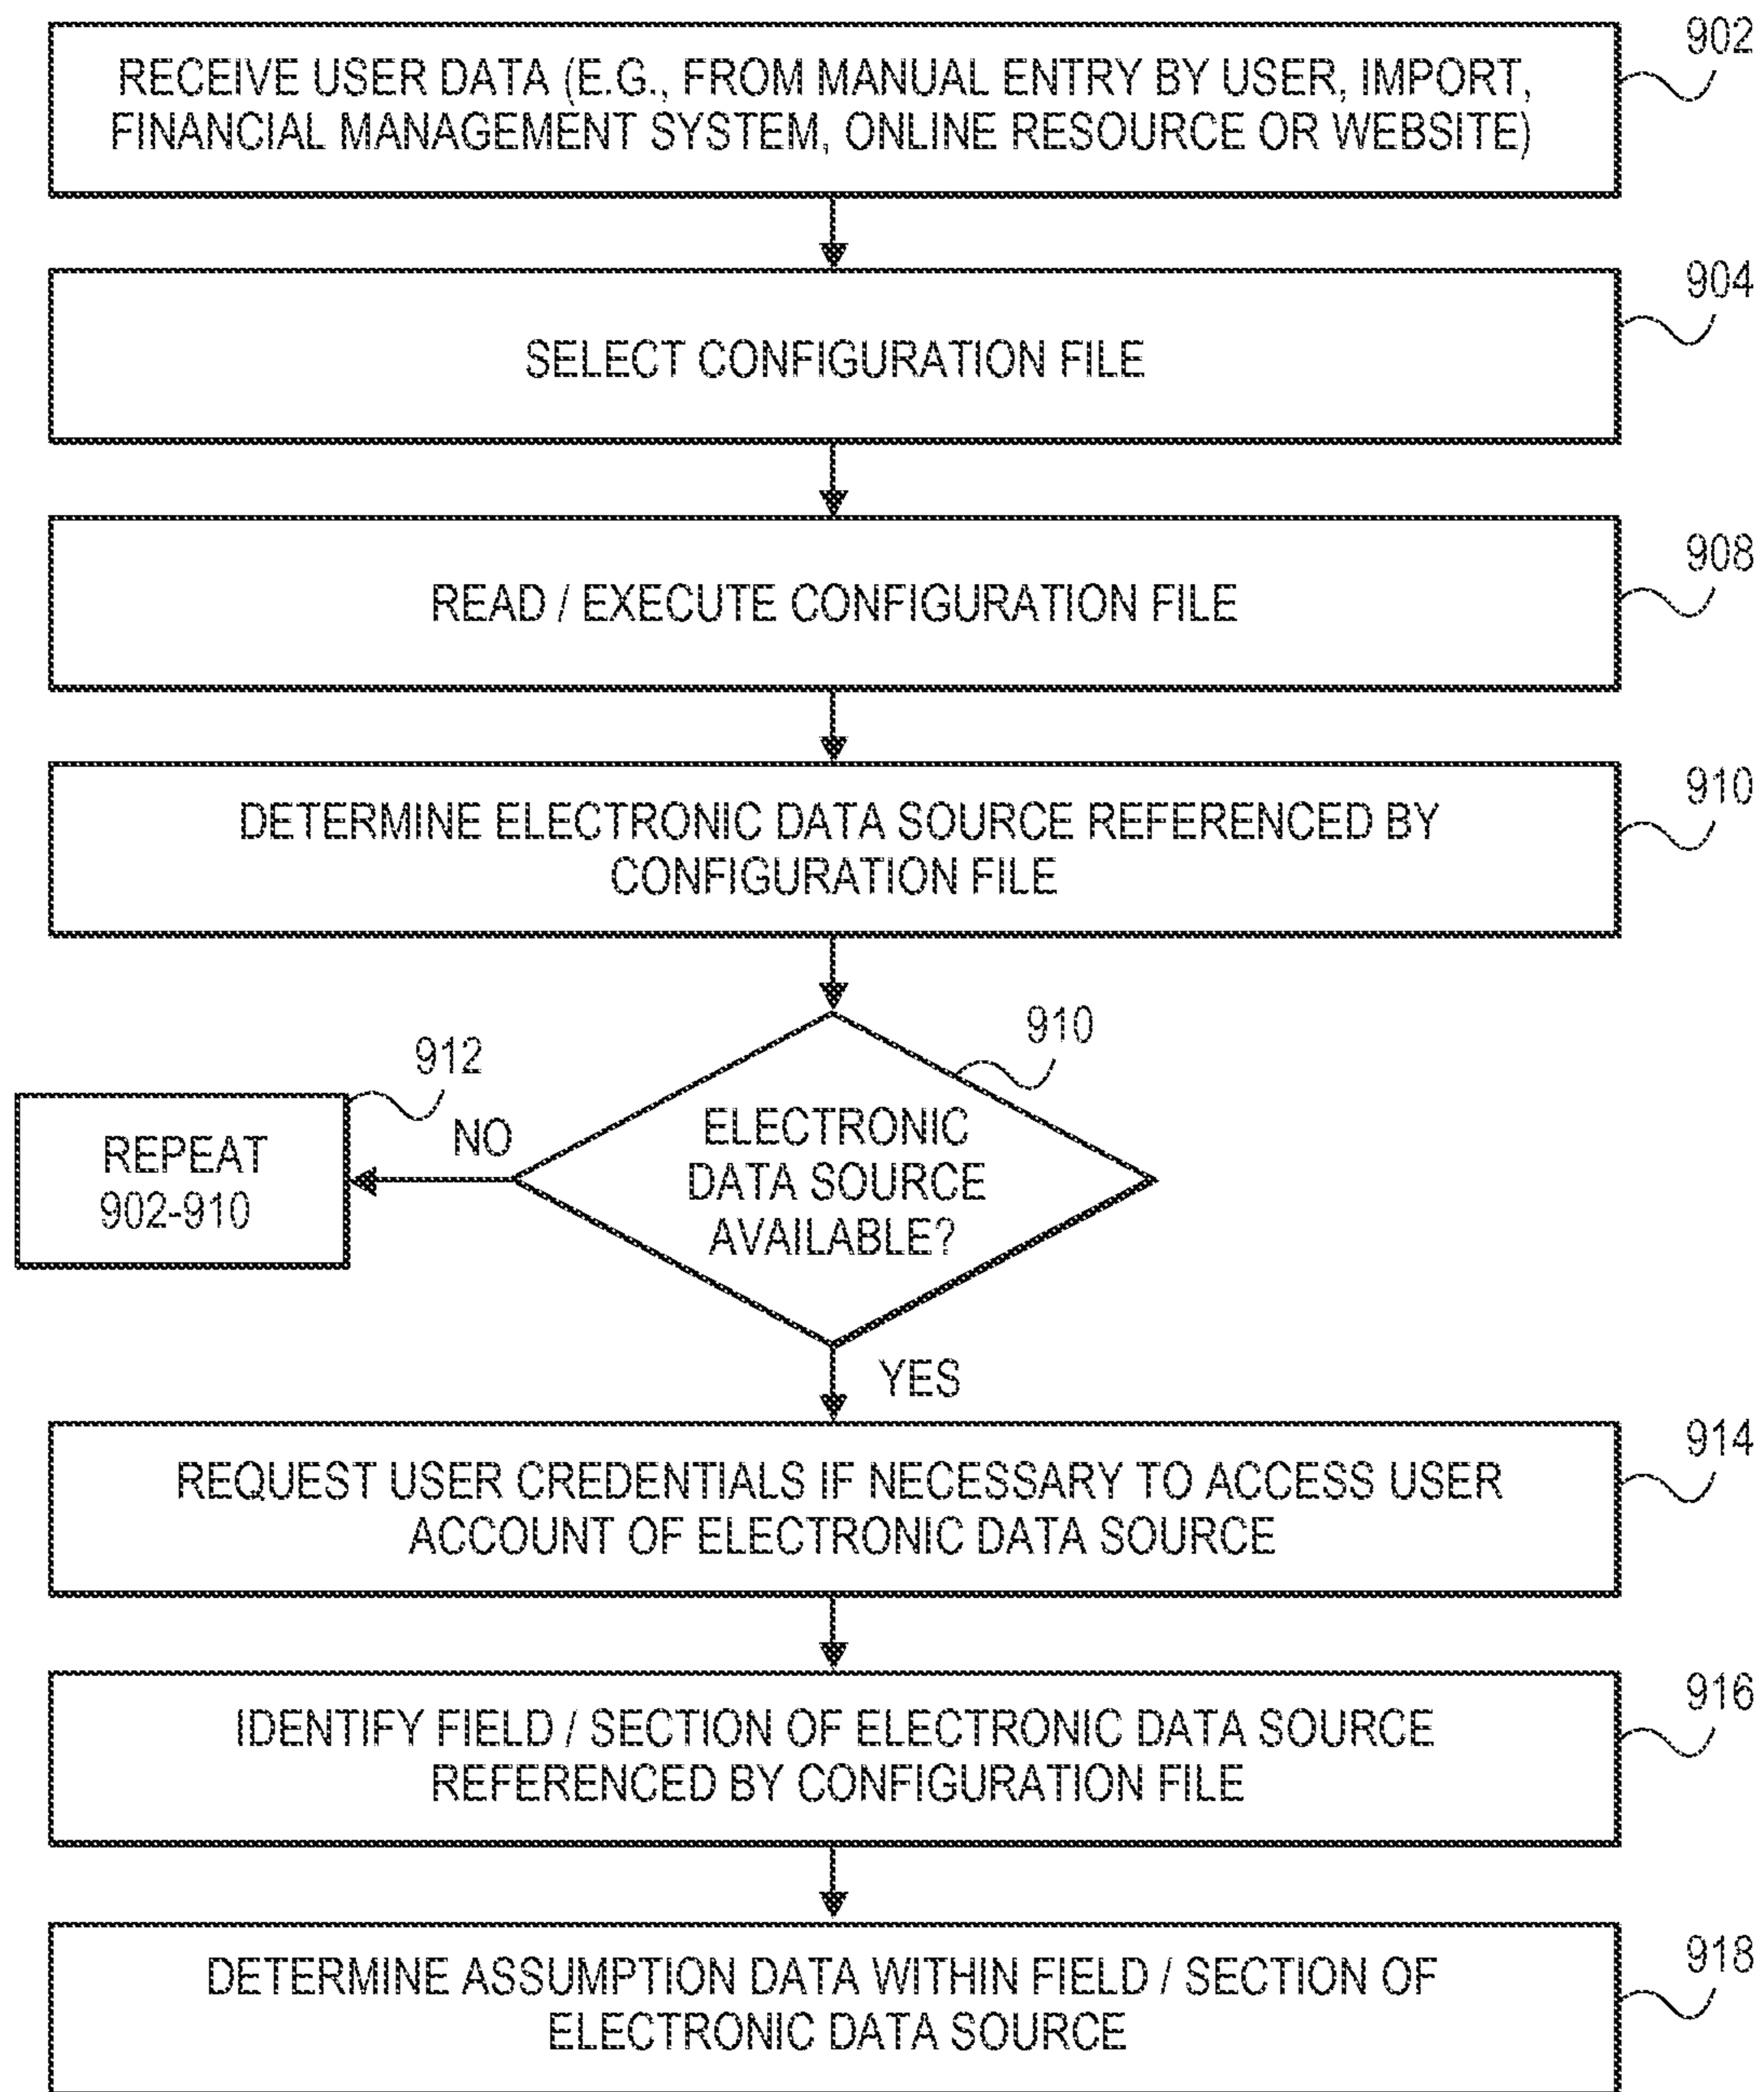 902
RECEIVE USER DATA (E.G., FROM MANUAL ENTRY BY USER, IMPORT,
FINANCIAL MANAGEMENT SYSTEM, ONLINE RESOURCE OR WEBSITE)
904
SELECT CONFIGURATION FILE
908
READ / EXECUTE CONFIGURATION FILE
910
DETERMINE ELECTRONIC DATA SOURCE REFERENCED BY
CONFIGURATION FILE
910
ELECTRONIC
DATA SOURCE
AVAILABLE?
912
NO
REPEAT
902-910
YES
914
REQUEST USER CREDENTIALS IF NECESSARY TO ACCESS USER
ACCOUNT OF ELECTRONIC DATA SOURCE
916
IDENTIFY FIELD / SECTION OF ELECTRONIC DATA SOURCE
REFERENCED BY CONFIGURATION FILE
918
DETERMINE ASSUMPTION DATA WITHIN FIELD / SECTION OF
ELECTRONIC DATA SOURCE